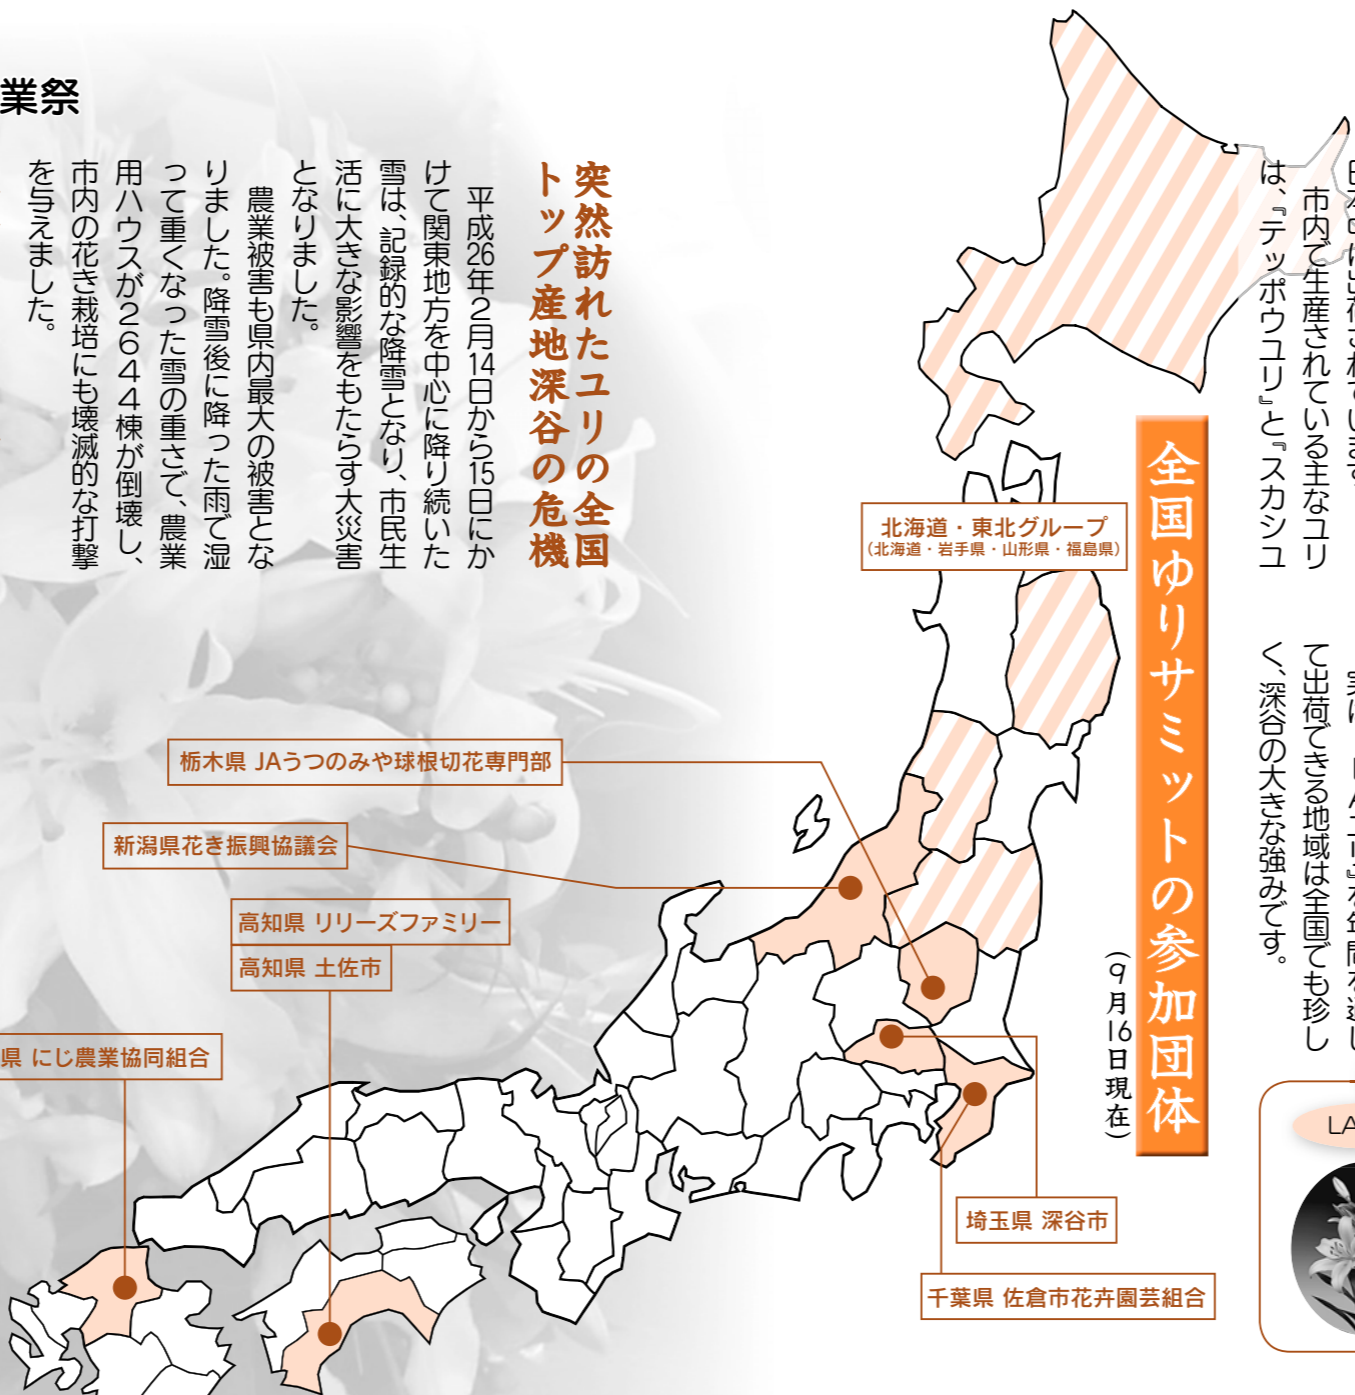 業祭
日本中に出荷されています。
市内で生産されている主なユリ
は、『テッポウユリ』と『スカシユ
て出荷できる地域は全国でも珍し
く、深谷の大きな強みです。
全国ゆりサミットの参加団体
(9月16日現在)
突然訪れたユリの全国
トップ産地深谷の危機
平成26年2月14日から15日にか
けて関東地方を中心に降り続いた
雪は、記録的な降雪となり、市民生
活に大きな影響をもたらす大災害
となりました。
農業被害も県内最大の被害とな
りました。降雪後に降った雨で湿
って重くなった雪の重さで、農業
用ハウスが2644棟が倒壊し、
市内の花き栽培にも壊滅的な打撃
を与えました。
北海道・東北グループ
(北海道・岩手県・山形県・福島県)
栃木県 JAうつのみや球根切花専門部
新潟県花き振興協議会
高知県 リリーズファミリー
高知県 土佐市
県 にじ農業協同組合
埼玉県 深谷市
千葉県 佐倉市花卉園芸組合
LA